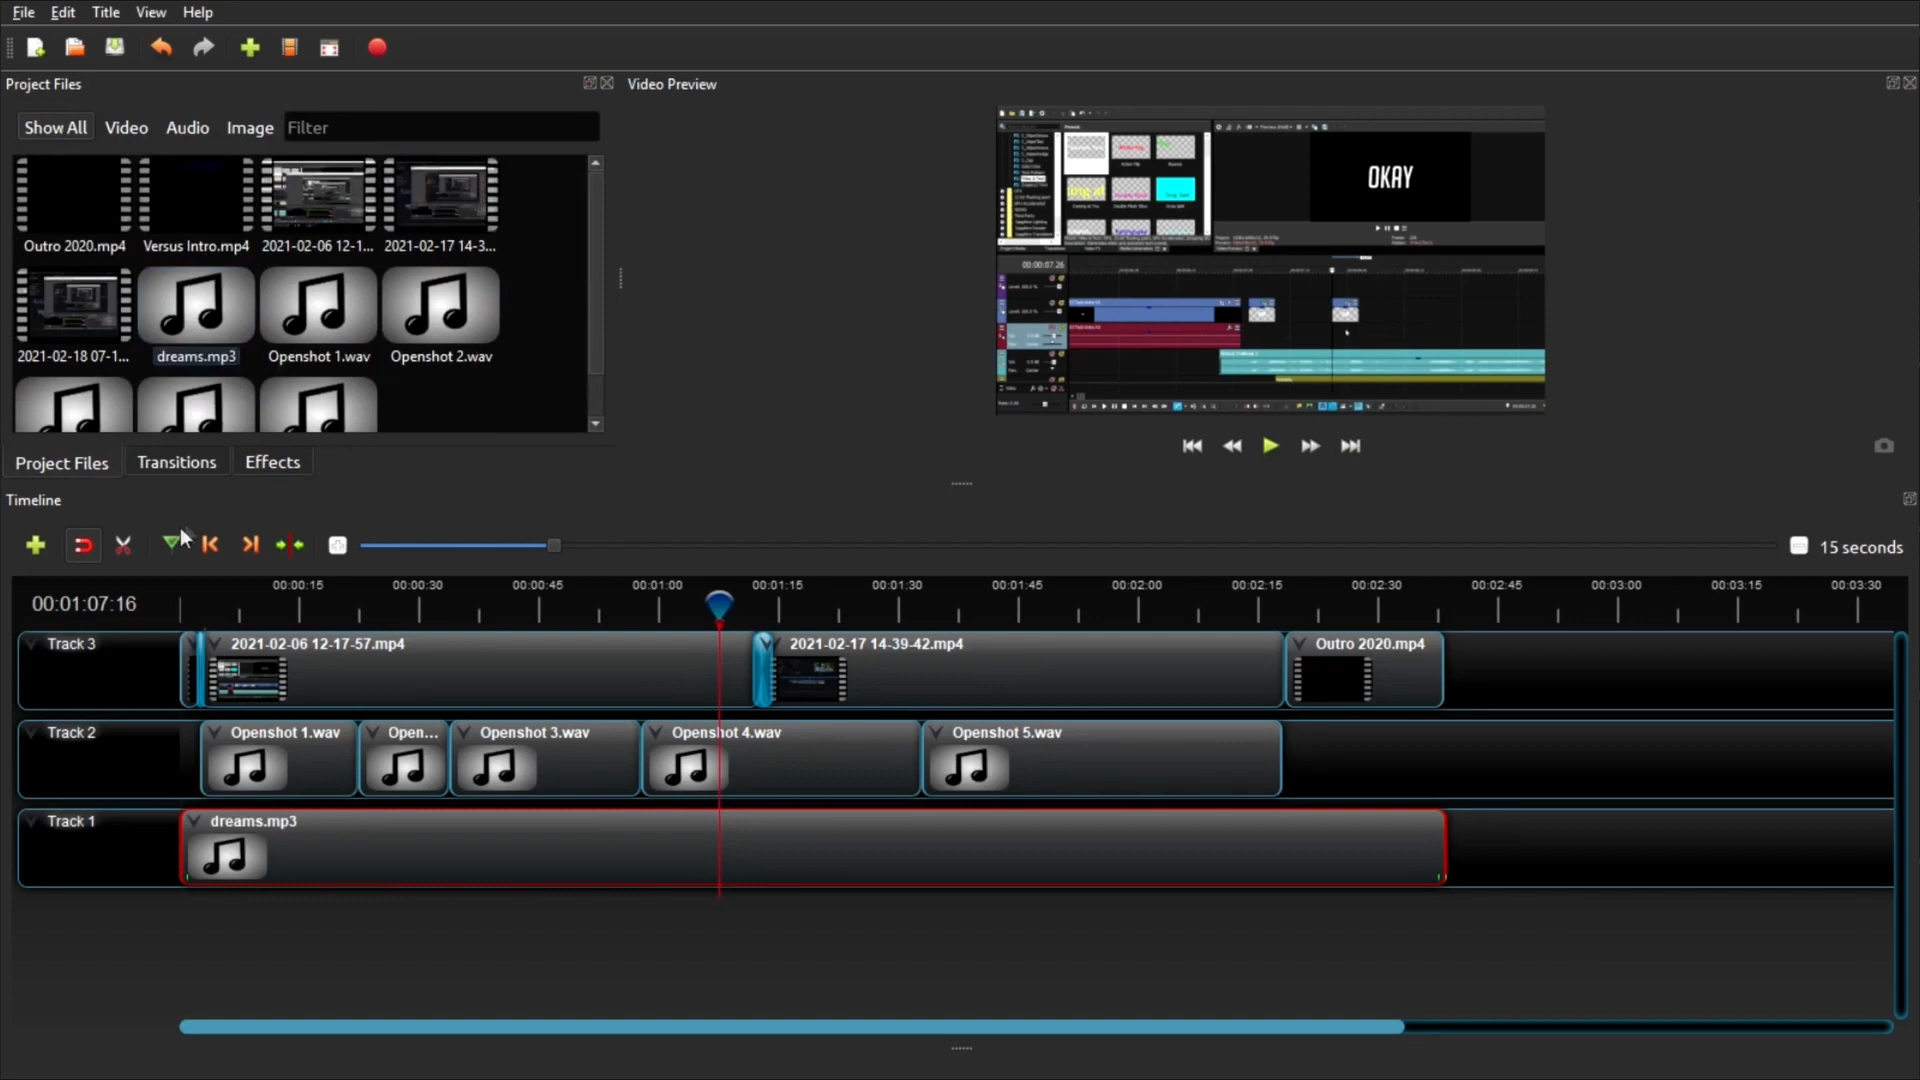 File Edit Title View Help
Project Files
Video Preview
Show All Video Audio Image Filter
Outro 2020.mp4 Versus Intro.mp4 2021-02-06 12-1... 2021-02-17 14-3...
2021-02-18 07-1... dreams.mp3 Openshot 1.wav Openshot 2.wav
OKAY
00:00:07.26
Project Files Transitions Effects
Timeline
15 seconds
00:01:07:16
00:00:15 00:00:30 00:00:45 00:01:00 00:01:15 00:01:30 00:01:45 00:02:00 00:02:15 00:02:30 00:02:45 00:03:00 00:03:15 00:03:30
Track 3 2021-02-06 12-17-57.mp4 2021-02-17 14-39-42.mp4 Outro 2020.mp4
Track 2 Openshot 1.wav Open... Openshot 3.wav Openshot 4.wav Openshot 5.wav
Track 1 dreams.mp3